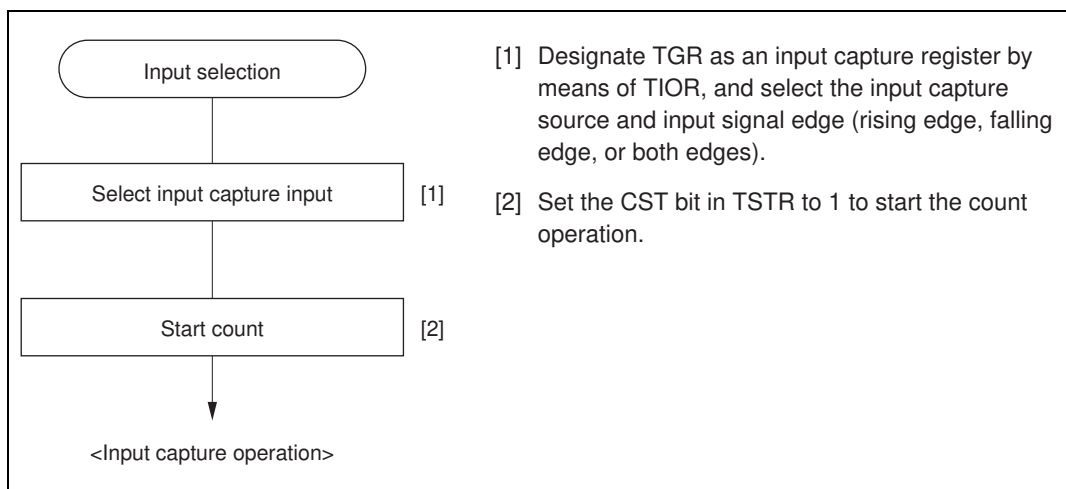 Input selection
Select input capture input
[1]
Start count
[2]
<Input capture operation>
[1] Designate TGR as an input capture register by
means of TIOR, and select the input capture
source and input signal edge (rising edge, falling
edge, or both edges).
[2] Set the CST bit in TSTR to 1 to start the count
operation.